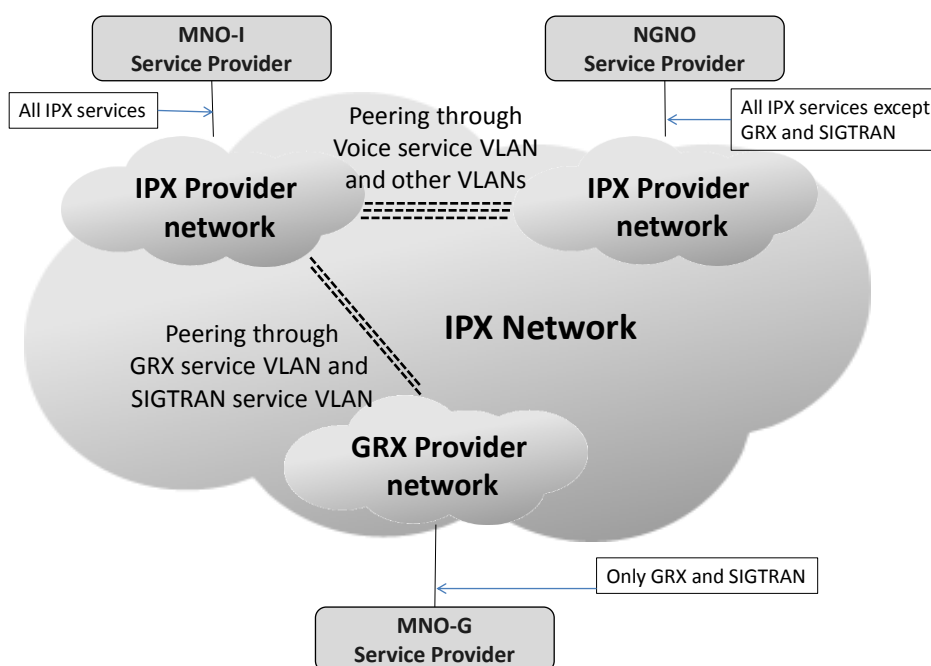 MNO-I
Service Provider
NGNO
Service Provider
All IPX services
All IPX services except
GRX and SIGTRAN
Peering through
Voice service VLAN
and other VLANs
IPX Provider
network
IPX Provider
network
IPX Network
Peering through
GRX service VLAN and
SIGTRAN service VLAN
GRX Provider
network
Only GRX and SIGTRAN
MNO-G
Service Provider